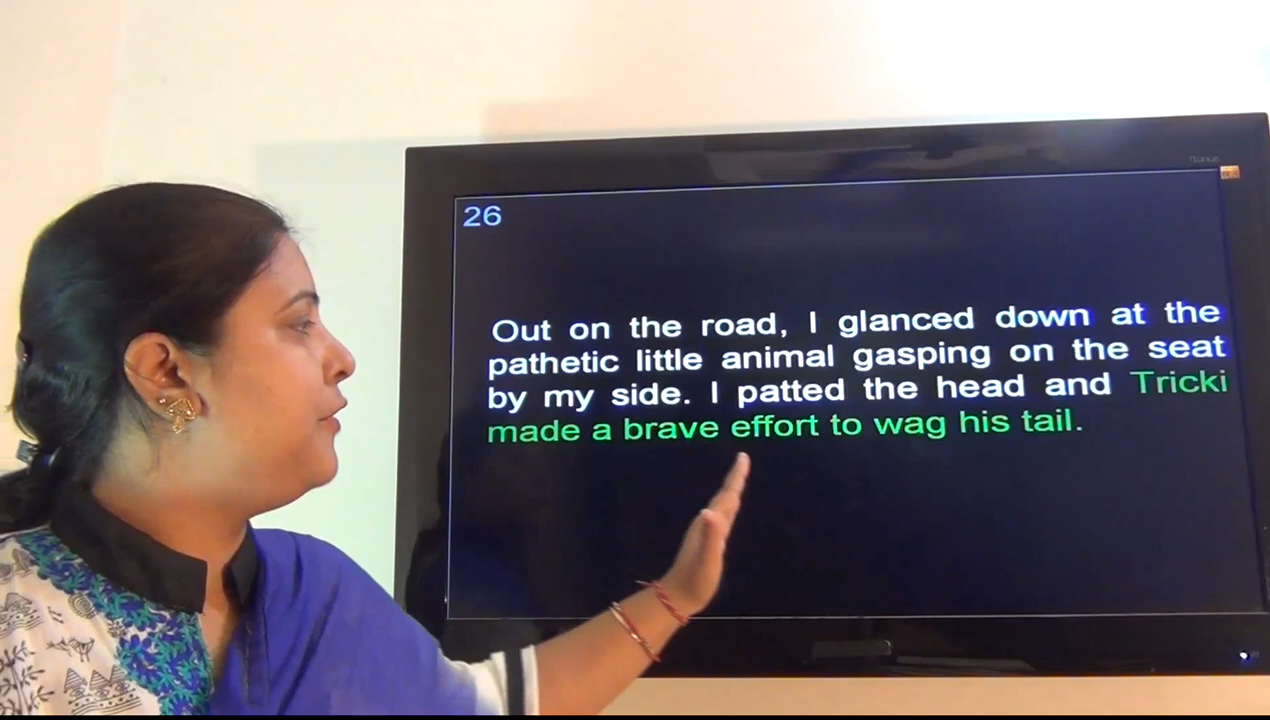 26
Out on the road, I glanced down at the
pathetic little animal gasping on the seat
by my side. I patted the head and Tricki
made a brave effort to wag his tail.